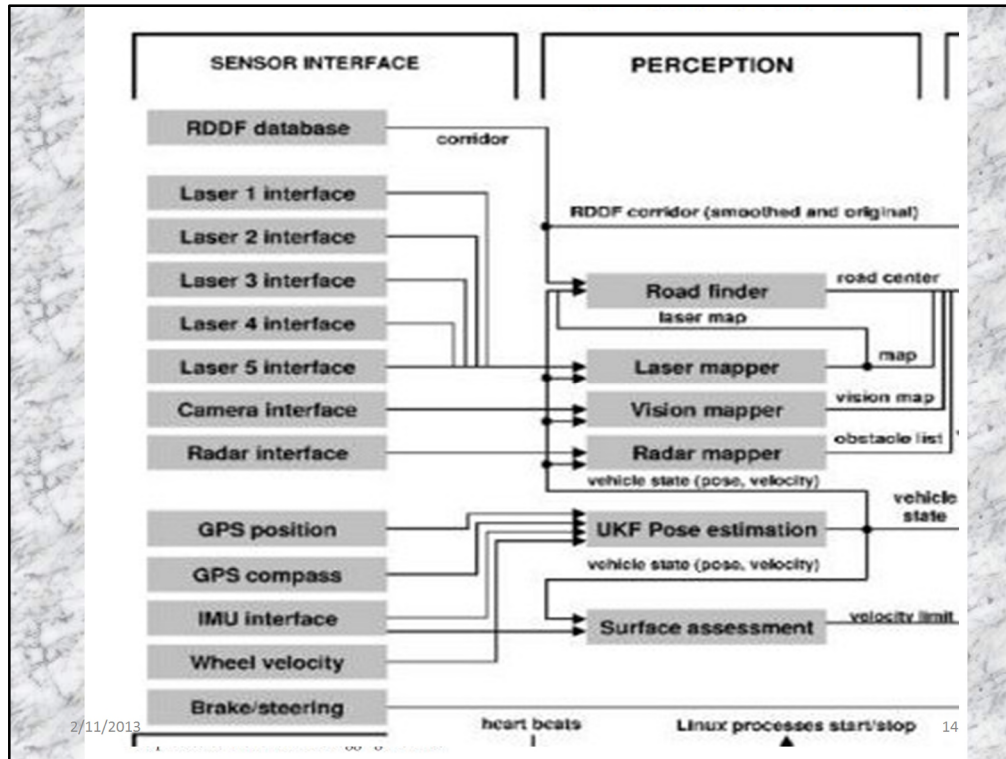 SENSOR INTERFACE
PERCEPTION
RDDF database
corridor
Laser 1 interface
RDDF corridor (smoothed and original)
Laser 2 interface
Laser 3 interface
road center
Road finder
laser map
Laser 4 interface
map
Laser 5 interface
Laser mapper
vision map
Camera interface
Vision mapper
obstacle list
Radar interface
Radar mapper
vehicle state (pose, velocity)
vehicle
state
GPS position
UKF Pose estimation
vehicle state (pose, velocity)
GPS compass
IMU interface
velocity limit
Surface assessment
Wheel velocity
Brake/steering
2/11/2013
heart beats
Linux processes start/stop
14